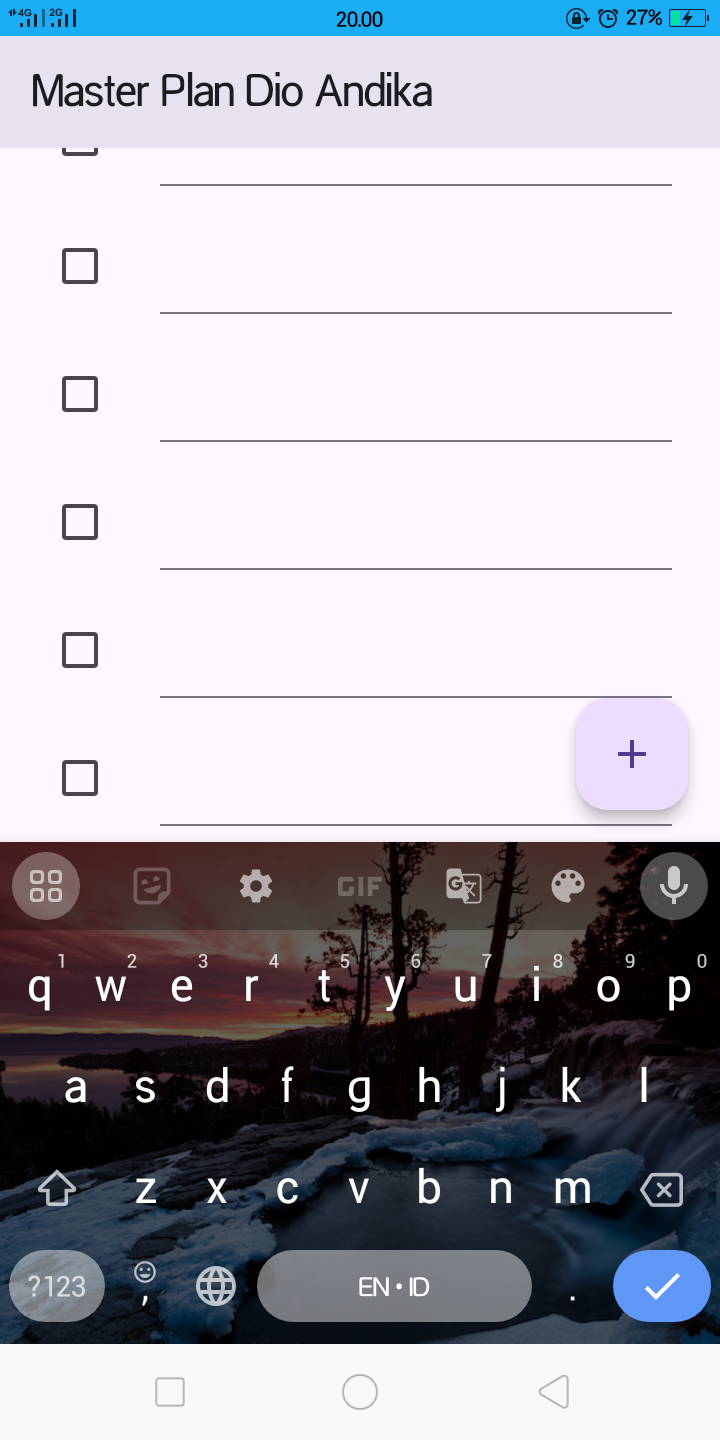 4G 2G 20.00 27%
Master Plan Dio Andika
+
GIF G
1 2 3 4 5 6 7 8 9 0
q w e r t y u i o p
a s d f g h j k l
z x c v b n m
?123 , EN • ID .